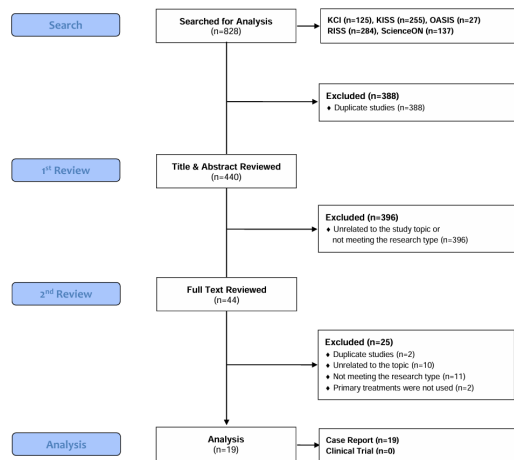 Search
Searched for Analysis
(n=828)
KCI (n=125), KISS (n=255), OASIS (n=27)
RISS (n=284), ScienceON (n=137)
Excluded (n=388)
♦ Duplicate studies (n=388)
1st Review
Title & Abstract Reviewed
(n=440)
Excluded (n=396)
♦ Unrelated to the study topic or
not meeting the research type (n=396)
2nd Review
Full Text Reviewed
(n=44)
Excluded (n=25)
♦ Duplicate studies (n=2)
♦ Unrelated to the topic (n=10)
♦ Not meeting the research type (n=11)
♦ Primary treatments were not used (n=2)
Analysis
Analysis
(n=19)
Case Report (n=19)
Clinical Trial (n=0)